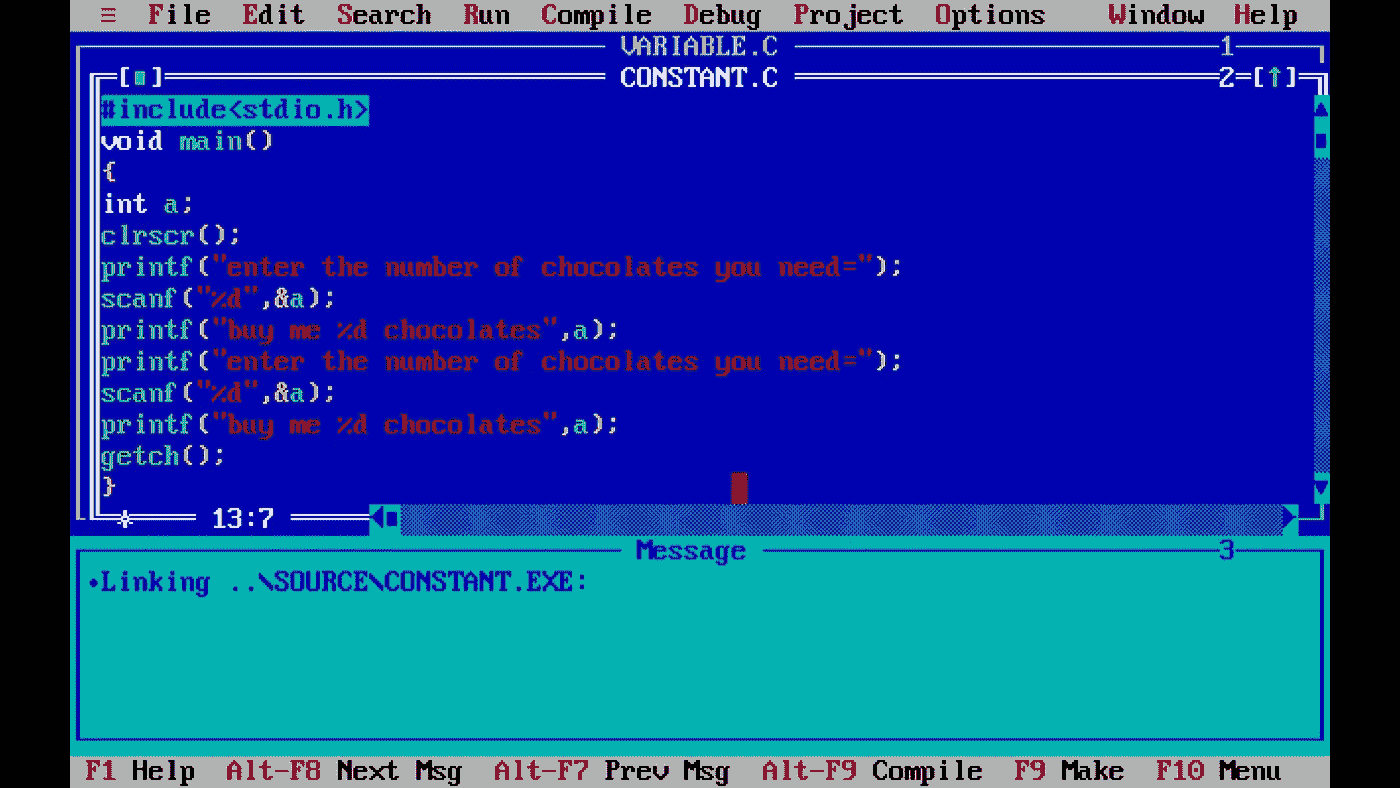 ≡ File Edit Search Run Compile Debug Project Options Window Help
VARIABLE.C 1
[■] CONSTANT.C 2=[↑]
#include<stdio.h>
void main()
{
int a;
clrscr();
printf("enter the number of chocolates you need=");
scanf("%d",&a);
printf("buy me %d chocolates",a);
printf("enter the number of chocolates you need=");
scanf("%d",&a);
printf("buy me %d chocolates",a);
getch();
}
13:7
Message 3
•Linking ..\SOURCE\CONSTANT.EXE:
F1 Help Alt-F8 Next Msg Alt-F7 Prev Msg Alt-F9 Compile F9 Make F10 Menu